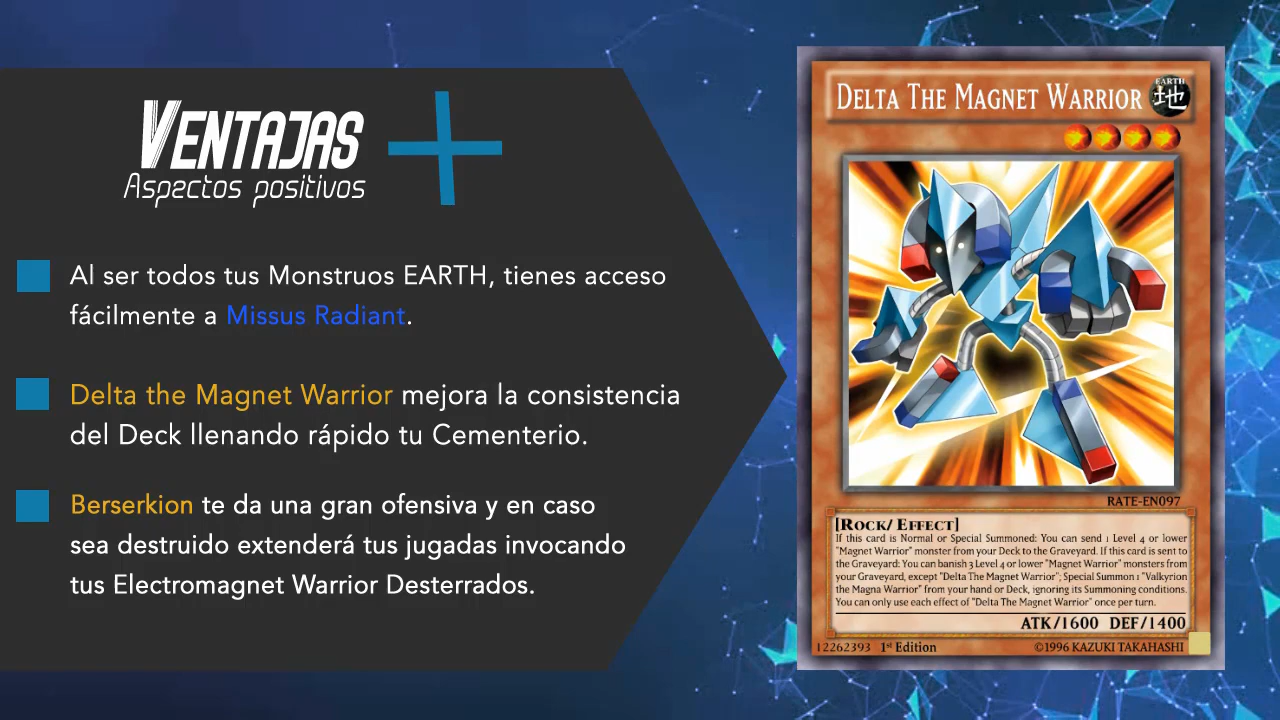 VENTAJAS
Aspectos positivos
Al ser todos tus Monstruos EARTH, tienes acceso
fácilmente a Missus Radiant.
Delta the Magnet Warrior mejora la consistencia
del Deck llenando rápido tu Cementerio.
Berserkion te da una gran ofensiva y en caso
sea destruido extenderá tus jugadas invocando
tus Electromagnet Warrior Desterrados.
DELTA THE MAGNET WARRIOR
EARTH
地
RATE-EN097
[ROCK/ EFFECT]
If this card is Normal or Special Summoned: You can send 1 Level 4 or lower
"Magnet Warrior" monster from your Deck to the Graveyard. If this card is sent to
the Graveyard: You can banish 3 Level 4 or lower "Magnet Warrior" monsters from
your Graveyard, except "Delta The Magnet Warrior"; Special Summon 1 "Valkyrion
the Magna Warrior" from your hand or Deck, ignoring its Summoning conditions.
You can only use each effect of "Delta The Magnet Warrior" once per turn.
ATK/1600 DEF/1400
12262393 1st Edition ©1996 KAZUKI TAKAHASHI